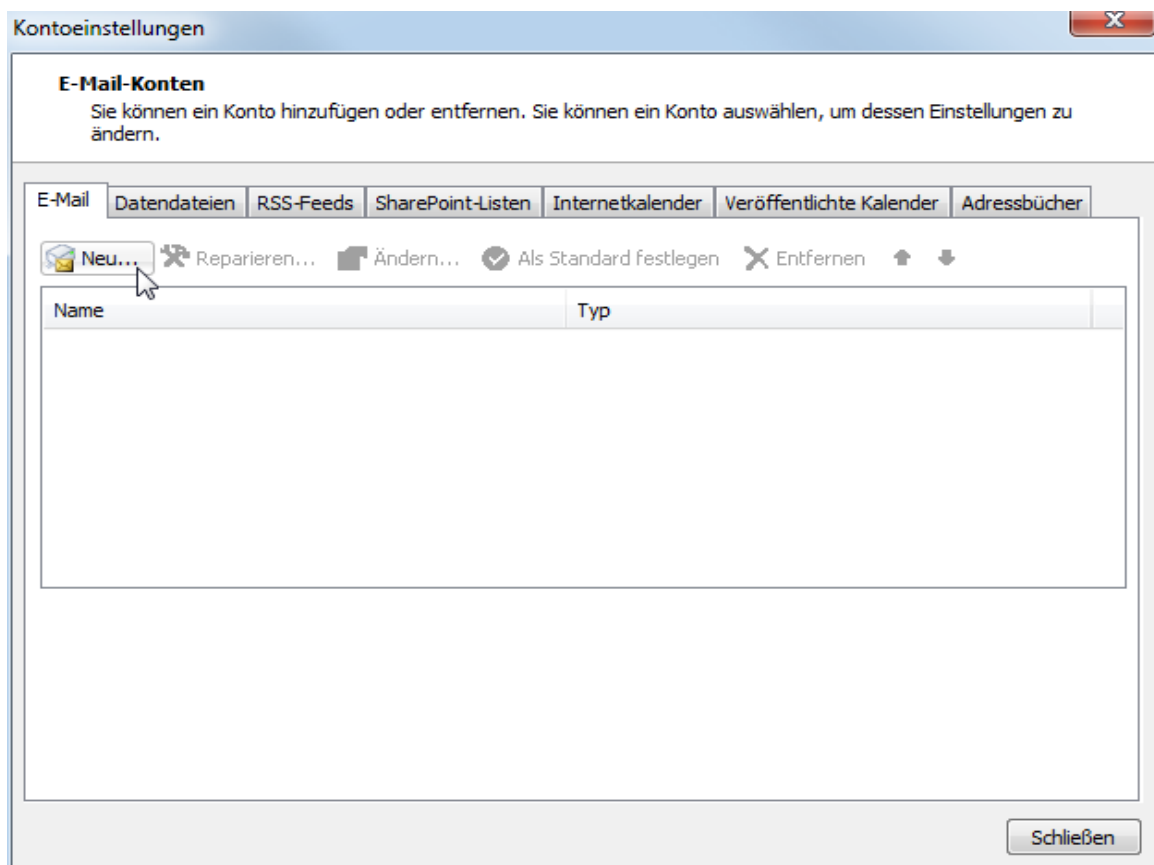 Kontoeinstellungen
E-Mail-Konten
Sie können ein Konto hinzufügen oder entfernen. Sie können ein Konto auswählen, um dessen Einstellungen zu
ändern.
E-Mail Datendateien RSS-Feeds SharePoint-Listen Internetkalender Veröffentlichte Kalender Adressbücher
Neu... Reparieren... Ändern... Als Standard festlegen Entfernen
Name Typ
Schließen